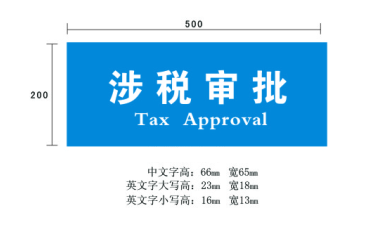 500
200
涉税审批
Tax Approval
中文字高：66mm 宽65mm
英文字大写高：23mm 宽18mm
英文字小写高：16mm 宽13mm